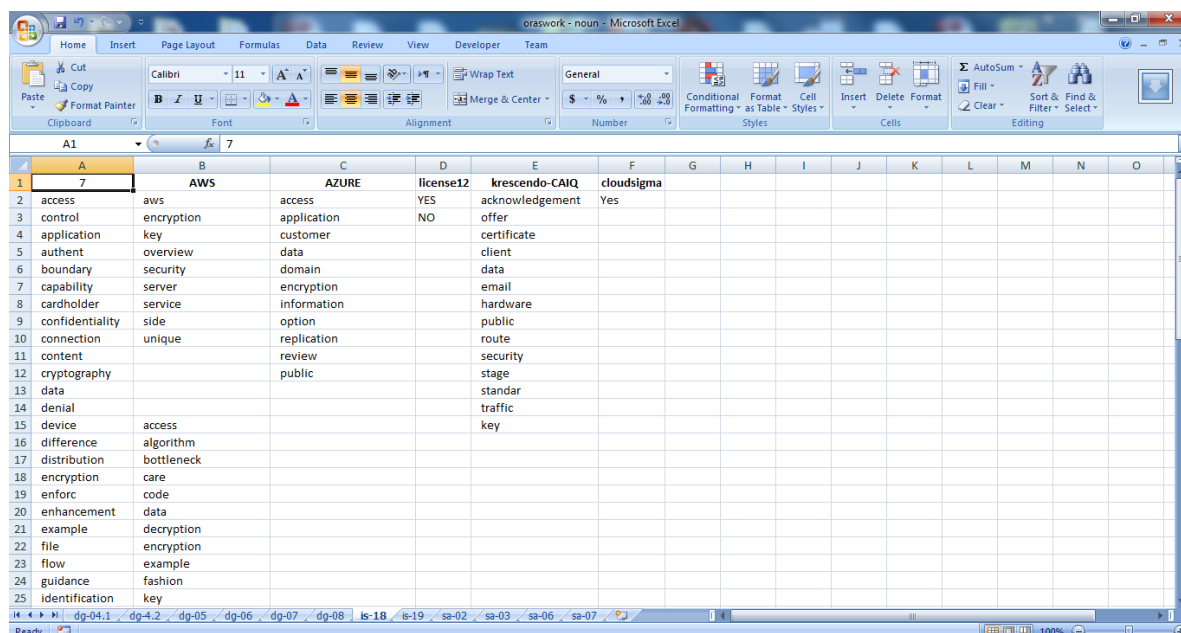 oraswork - noun - Microsoft Excel
Home Insert Page Layout Formulas Data Review View Developer Team
Cut
Copy
Format Painter
Paste
Clipboard
Calibri 11
B I U
Font
Wrap Text
Merge & Center
Alignment
General
$ % ,
Number
Conditional Formatting
Format as Table
Cell Styles
Styles
Insert Delete Format
Cells
AutoSum
Fill
Clear
Sort & Filter
Find & Select
Editing
A1 fx 7
A B C D E F G H I J K L M N O
1 7 AWS AZURE license12 krescendo-CAIQ cloudsigma
2 access aws access YES acknowledgement Yes
3 control encryption application NO offer
4 application key customer certificate
5 authent overview data client
6 boundary security domain data
7 capability server encryption email
8 cardholder service information hardware
9 confidentiality side option public
10 connection unique replication route
11 content review security
12 cryptography public stage
13 data standar
14 denial traffic
15 device access key
16 difference algorithm
17 distribution bottleneck
18 encryption care
19 enforc code
20 enhancement data
21 example decryption
22 file encryption
23 flow example
24 guidance fashion
25 identification key
dg-04.1 dg-4.2 dg-05 dg-06 dg-07 dg-08 is-18 is-19 sa-02 sa-03 sa-06 sa-07
Ready 100%